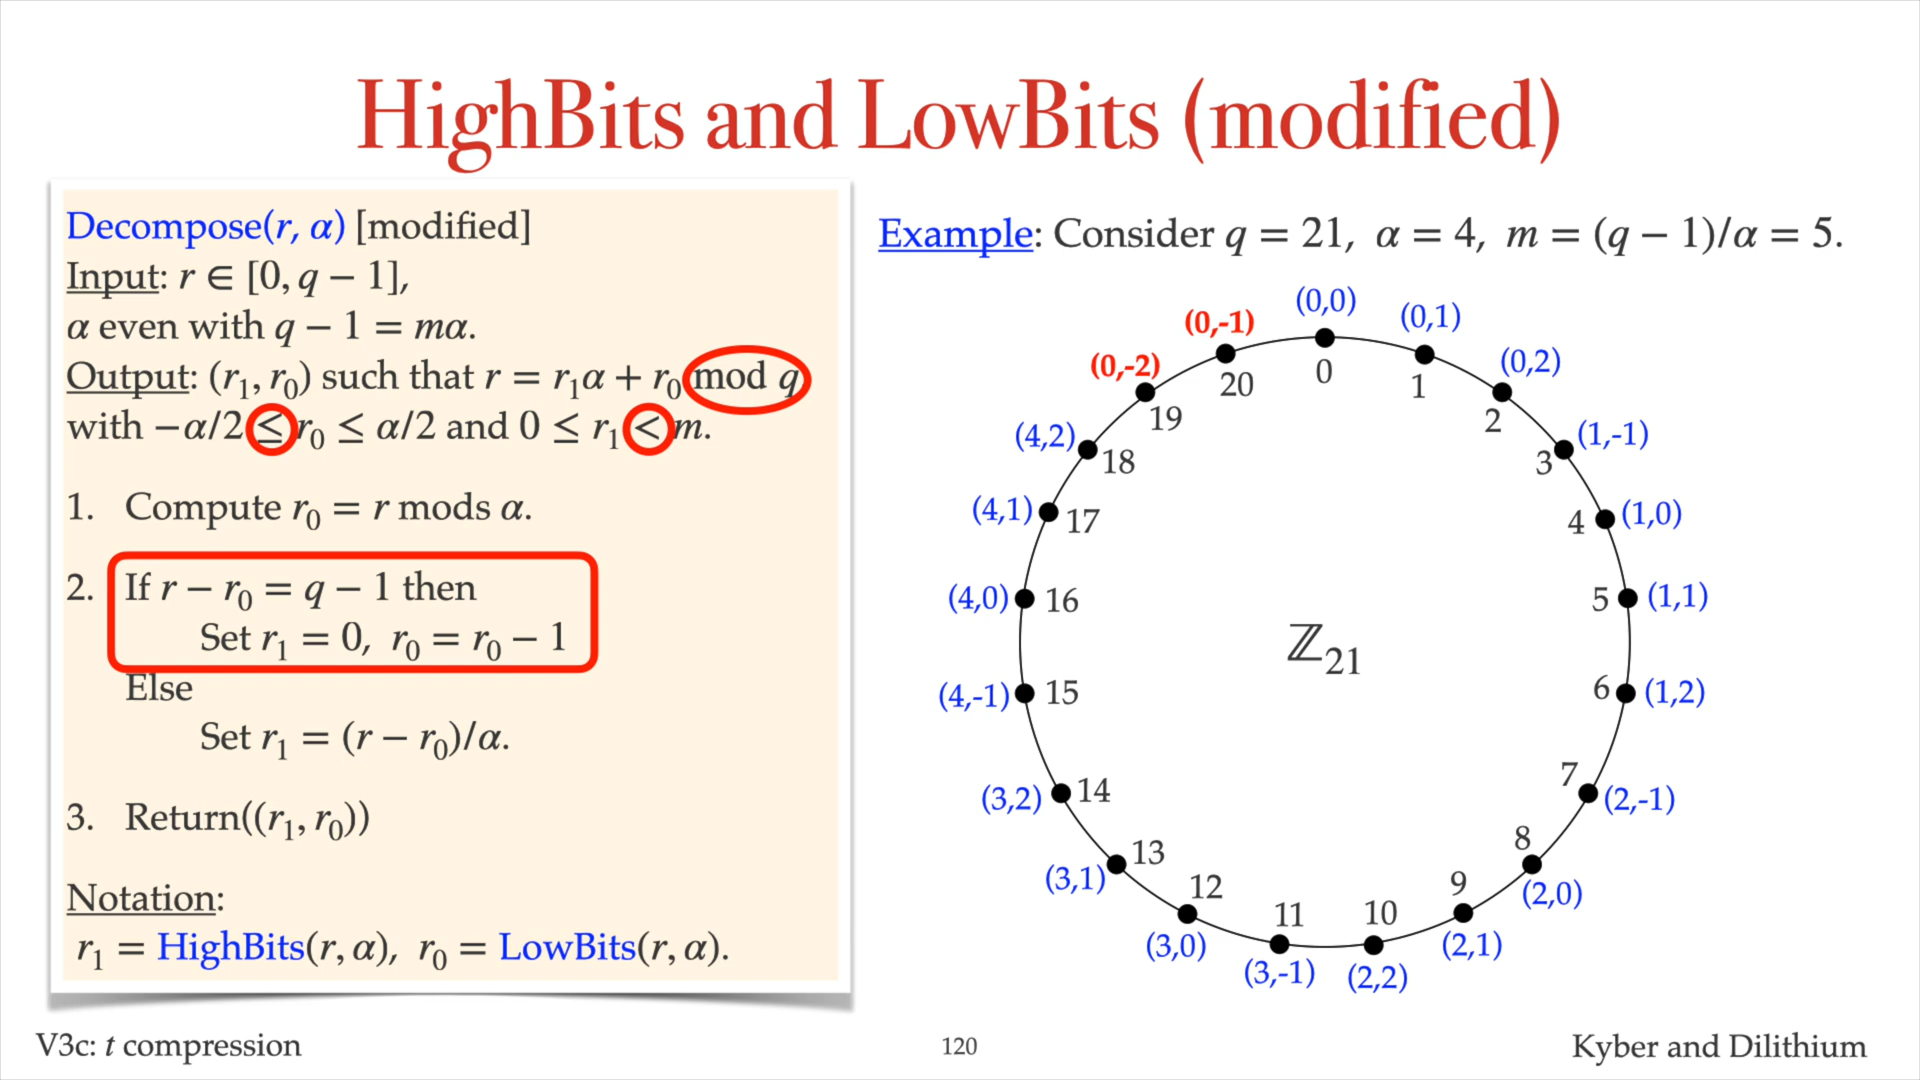 HighBits and LowBits (modified)
Decompose(r, α) [modified]
Input: r ∈ [0, q − 1],
α even with q − 1 = mα.
Output: (r₁, r₀) such that r = r₁α + r₀ mod q
with −α/2 ≤ r₀ ≤ α/2 and 0 ≤ r₁ < m.
1. Compute r₀ = r mods α.
2. If r − r₀ = q − 1 then
Set r₁ = 0, r₀ = r₀ − 1
Else
Set r₁ = (r − r₀)/α.
3. Return((r₁, r₀))
Notation:
r₁ = HighBits(r, α), r₀ = LowBits(r, α).
Example: Consider q = 21, α = 4, m = (q − 1)/α = 5.
(0,0)
0
(0,1)
1
(0,2)
2
(1,-1)
3
(1,0)
4
(1,1)
5
(1,2)
6
(2,-1)
7
(2,0)
8
(2,1)
9
(2,2)
10
(3,-1)
11
(3,0)
12
(3,1)
13
(3,2)
14
(4,-1)
15
(4,0)
16
(4,1)
17
(4,2)
18
(0,-2)
19
(0,-1)
20
ℤ₂₁
V3c: t compression
120
Kyber and Dilithium